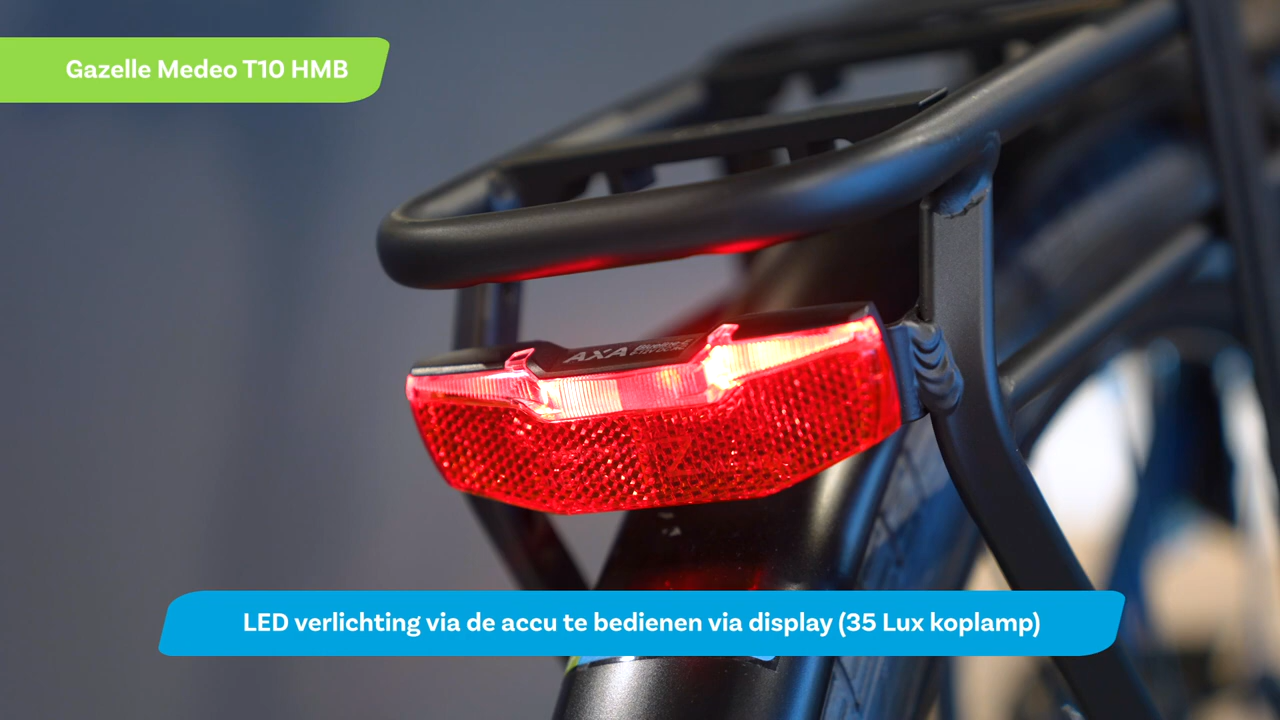 Gazelle Medeo T10 HMB
AXA
LED verlichting via de accu te bedienen via display (35 Lux koplamp)